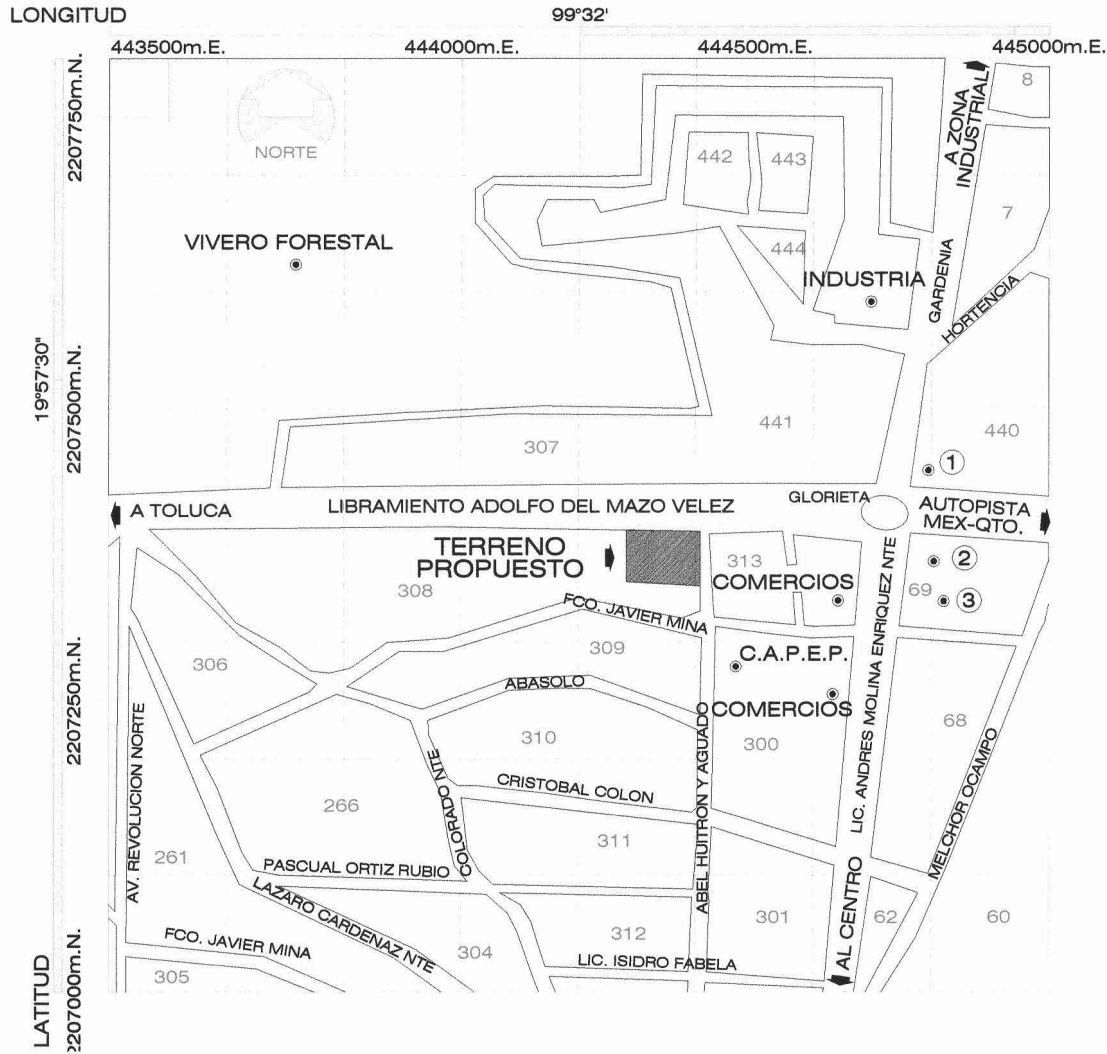 LONGITUD
99°32'
443500m.E.
444000m.E.
444500m.E.
445000m.E.
2207750m.N.
NORTE
442
443
A ZONA
INDUSTRIAL
8
7
VIVERO FORESTAL
444
INDUSTRIA
GARDENIA
HORTENCIA
19°57'30"
2207500m.N.
307
441
440
1
A TOLUCA
LIBRAMIENTO ADOLFO DEL MAZO VELEZ
GLORIETA
AUTOPISTA
MEX-QTO.
TERRENO
PROPUESTO
308
313
COMERCIOS
69
2
3
FCO. JAVIER MINA
LIC. ANDRES MOLINA ENRIQUEZ NTE
306
309
C.A.P.E.P.
2207250m.N.
ABASOLO
COMERCIOS
310
300
68
AV. REVOLUCION NORTE
COLORADO NTE
CRISTOBAL COLON
ABEL HUITRON Y AGUADO
MELCHOR OCAMPO
266
311
261
PASCUAL ORTIZ RUBIO
LAZARO CARDENAZ NTE
FCO. JAVIER MINA
304
312
301
AL CENTRO
62
60
LIC. ISIDRO FABELA
305
LATITUD
2207000m.N.